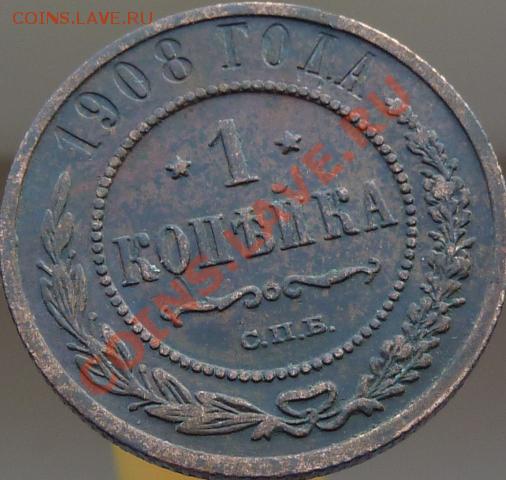 COINS.LAVE.RU
1908 ГОДА
* 1 *
КОПѢЙКА
С.П.Б.
COINS.LAVE.RU